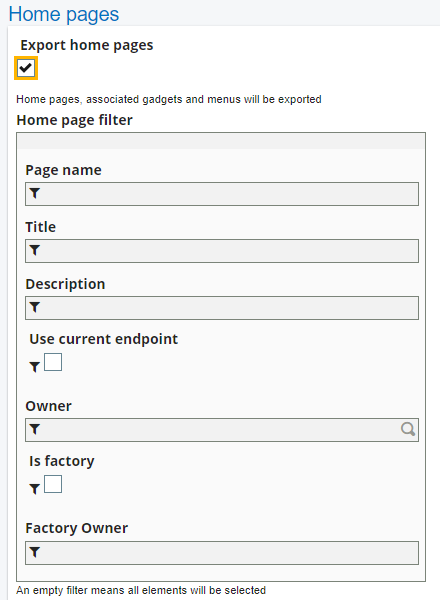 Home pages
Export home pages
Home pages, associated gadgets and menus will be exported
Home page filter
Page name
Title
Description
Use current endpoint
Owner
Is factory
Factory Owner
An empty filter means all elements will be selected